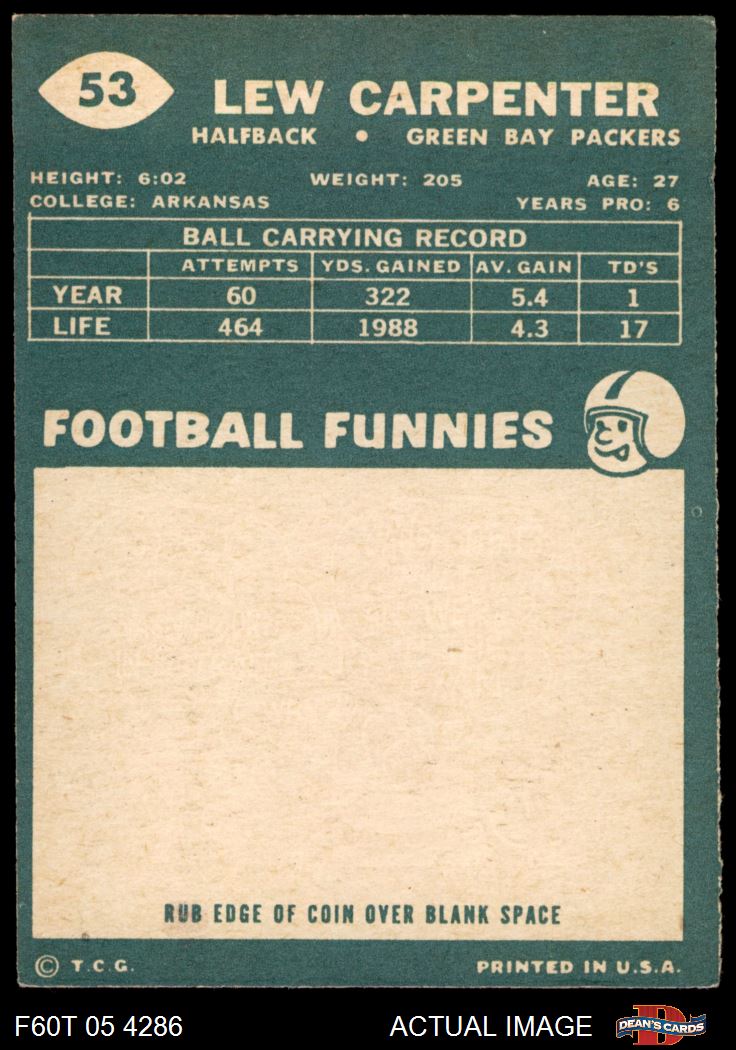 53
LEW CARPENTER
HALFBACK • GREEN BAY PACKERS
HEIGHT: 6:02 WEIGHT: 205 AGE: 27
COLLEGE: ARKANSAS YEARS PRO: 6
BALL CARRYING RECORD
ATTEMPTS YDS. GAINED AV. GAIN TD'S
YEAR 60 322 5.4 1
LIFE 464 1988 4.3 17
FOOTBALL FUNNIES
RUB EDGE OF COIN OVER BLANK SPACE
© T.C.G. PRINTED IN U.S.A.
F60T 05 4286 ACTUAL IMAGE D DEAN'S CARDS